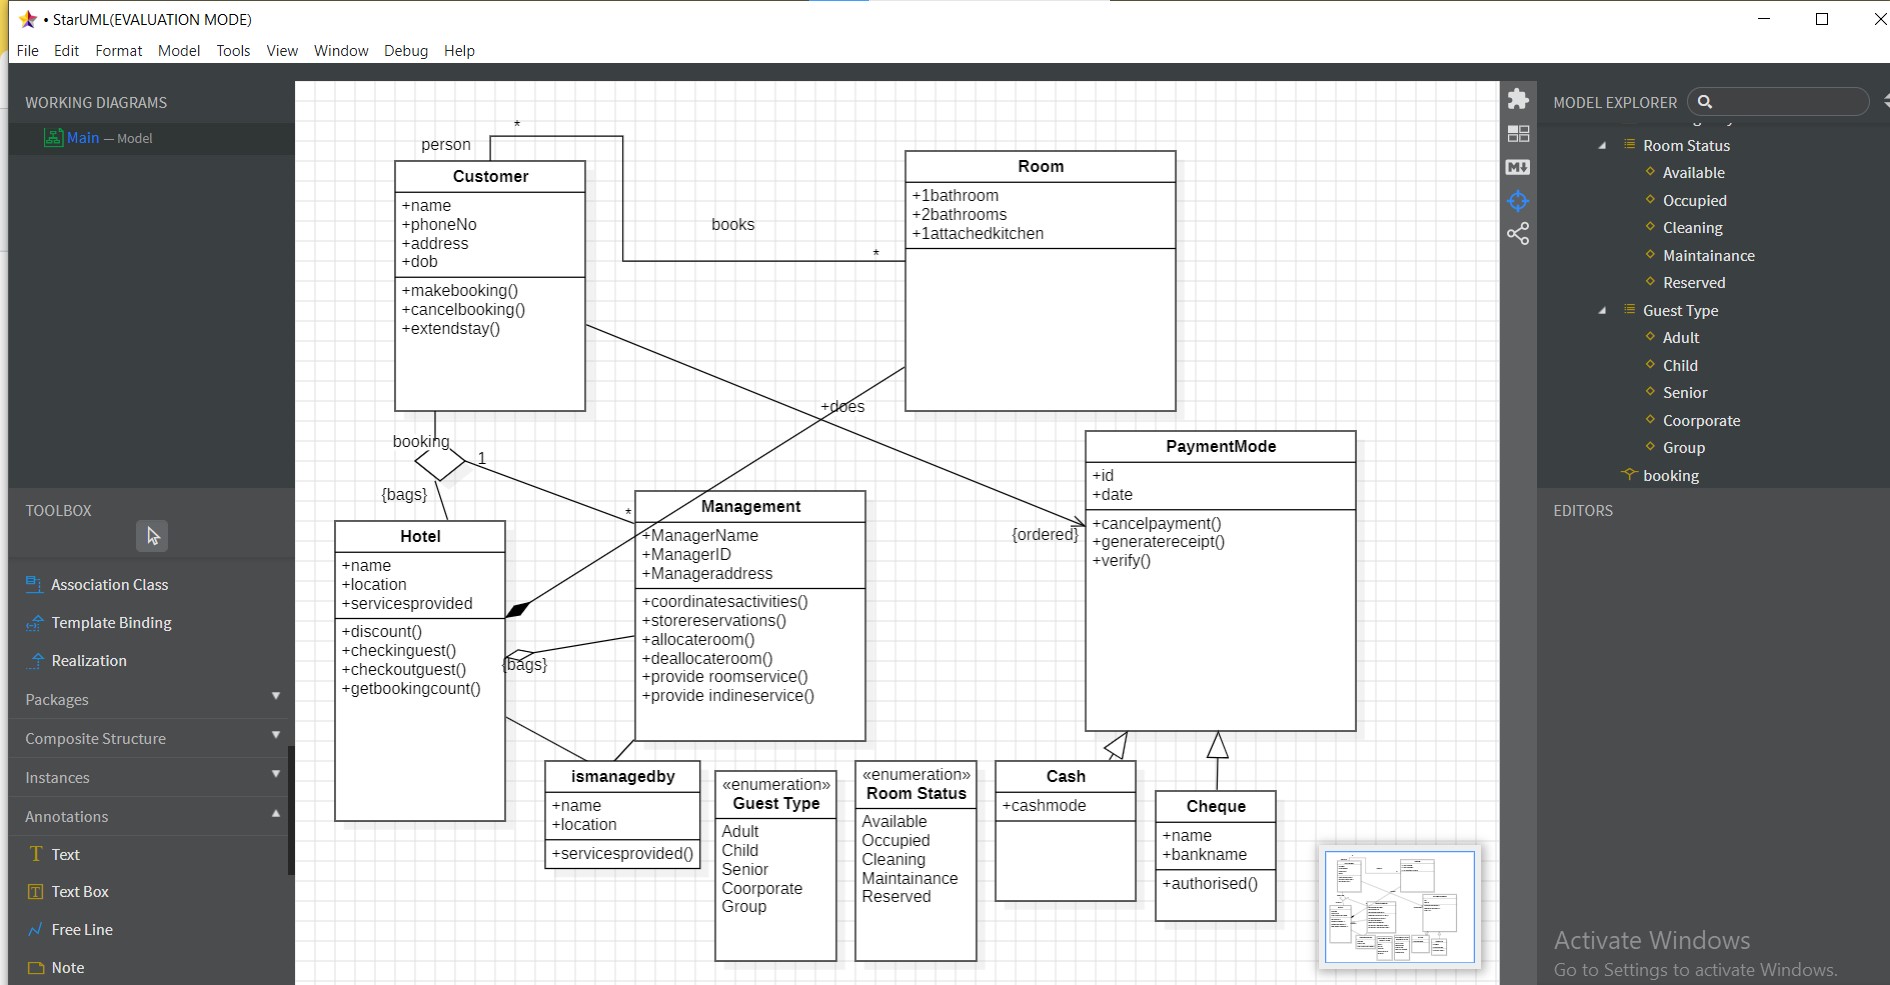 • StarUML(EVALUATION MODE)
File Edit Format Model Tools View Window Debug Help
WORKING DIAGRAMS
Main — Model
TOOLBOX
Association Class
Template Binding
Realization
Packages
Composite Structure
Instances
Annotations
Text
Text Box
Free Line
Note
person
*
books
*
Customer
+name
+phoneNo
+address
+dob
+makebooking()
+cancelbooking()
+extendstay()
Room
+1bathroom
+2bathrooms
+1attachedkitchen
+does
booking
1
{bags}
*
{ordered}
Hotel
+name
+location
+servicesprovided
+discount()
+checkinguest()
+checkoutguest()
+getbookingcount()
{bags}
Management
+ManagerName
+ManagerID
+Manageraddress
+coordinatesactivities()
+storereservations()
+allocateroom()
+deallocateroom()
+provide roomservice()
+provide indineservice()
PaymentMode
+id
+date
+cancelpayment()
+generatereceipt()
+verify()
ismanagedby
+name
+location
+servicesprovided()
«enumeration»
Guest Type
Adult
Child
Senior
Coorporate
Group
«enumeration»
Room Status
Available
Occupied
Cleaning
Maintainance
Reserved
Cash
+cashmode
Cheque
+name
+bankname
+authorised()
MODEL EXPLORER
Room Status
Available
Occupied
Cleaning
Maintainance
Reserved
Guest Type
Adult
Child
Senior
Coorporate
Group
booking
EDITORS
Activate Windows
Go to Settings to activate Windows.